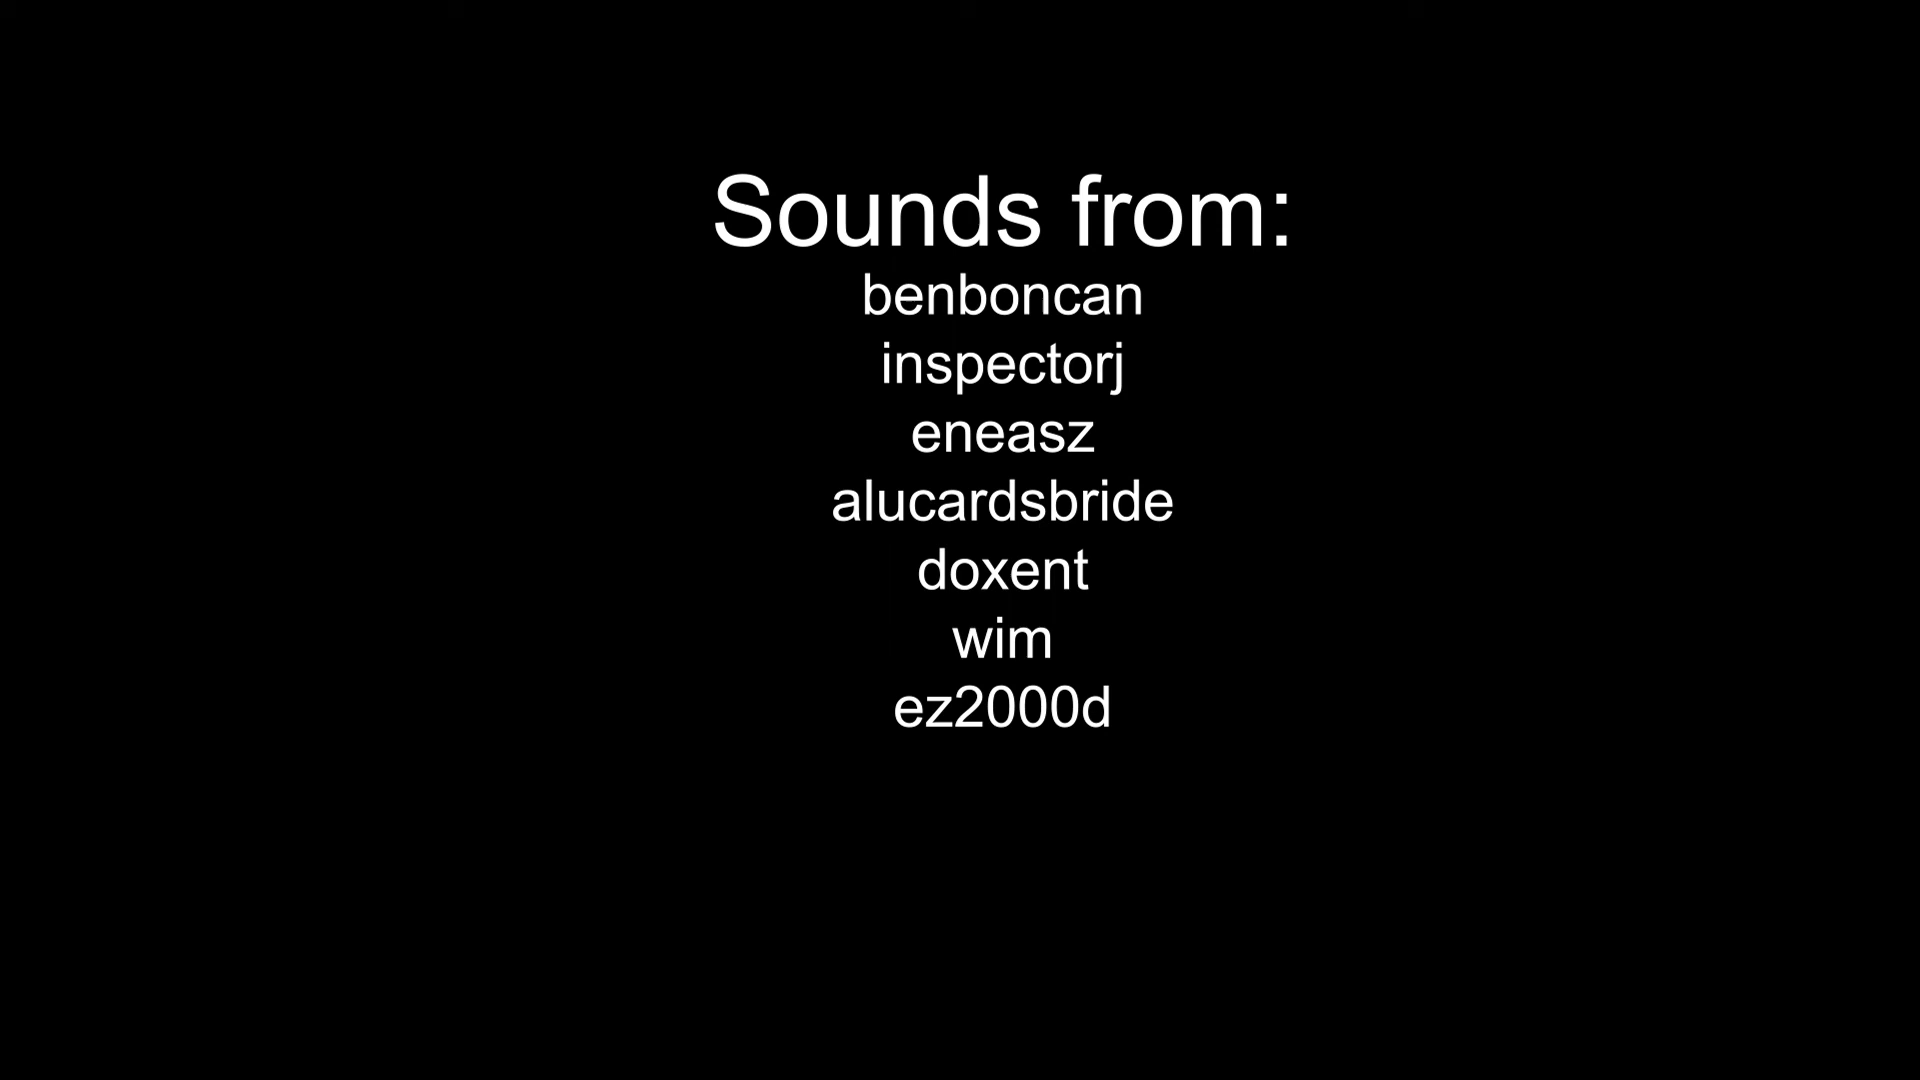 Sounds from:
benboncan
inspectorj
eneasz
alucardsbride
doxent
wim
ez2000d